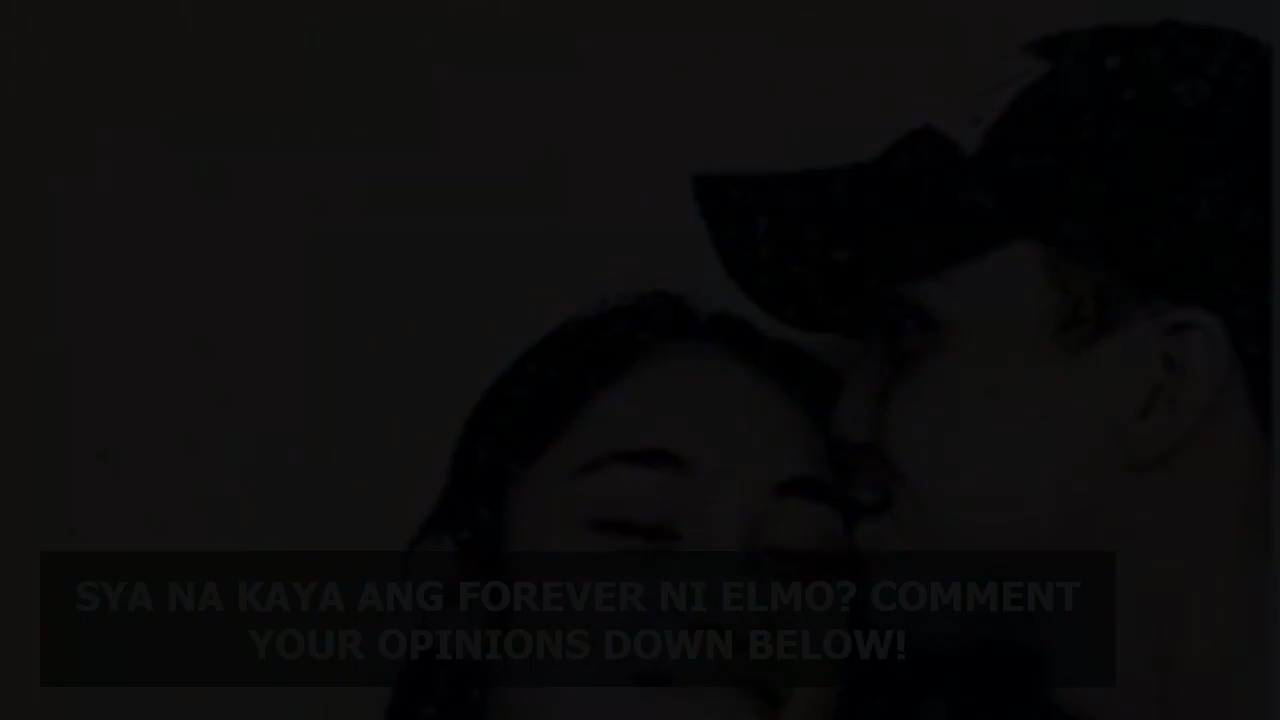 SYA NA KAYA ANG FOREVER NI ELMO? COMMENT
YOUR OPINIONS DOWN BELOW!